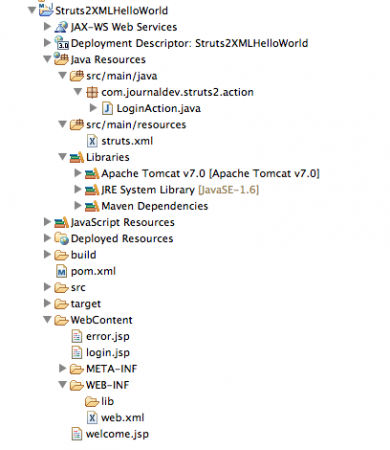 Struts2XMLHelloWorld
JAX-WS Web Services
Deployment Descriptor: Struts2XMLHelloWorld
Java Resources
src/main/java
com.journaldev.struts2.action
LoginAction.java
src/main/resources
struts.xml
Libraries
Apache Tomcat v7.0 [Apache Tomcat v7.0]
JRE System Library [JavaSE-1.6]
Maven Dependencies
JavaScript Resources
Deployed Resources
build
pom.xml
src
target
WebContent
error.jsp
login.jsp
META-INF
WEB-INF
lib
web.xml
welcome.jsp